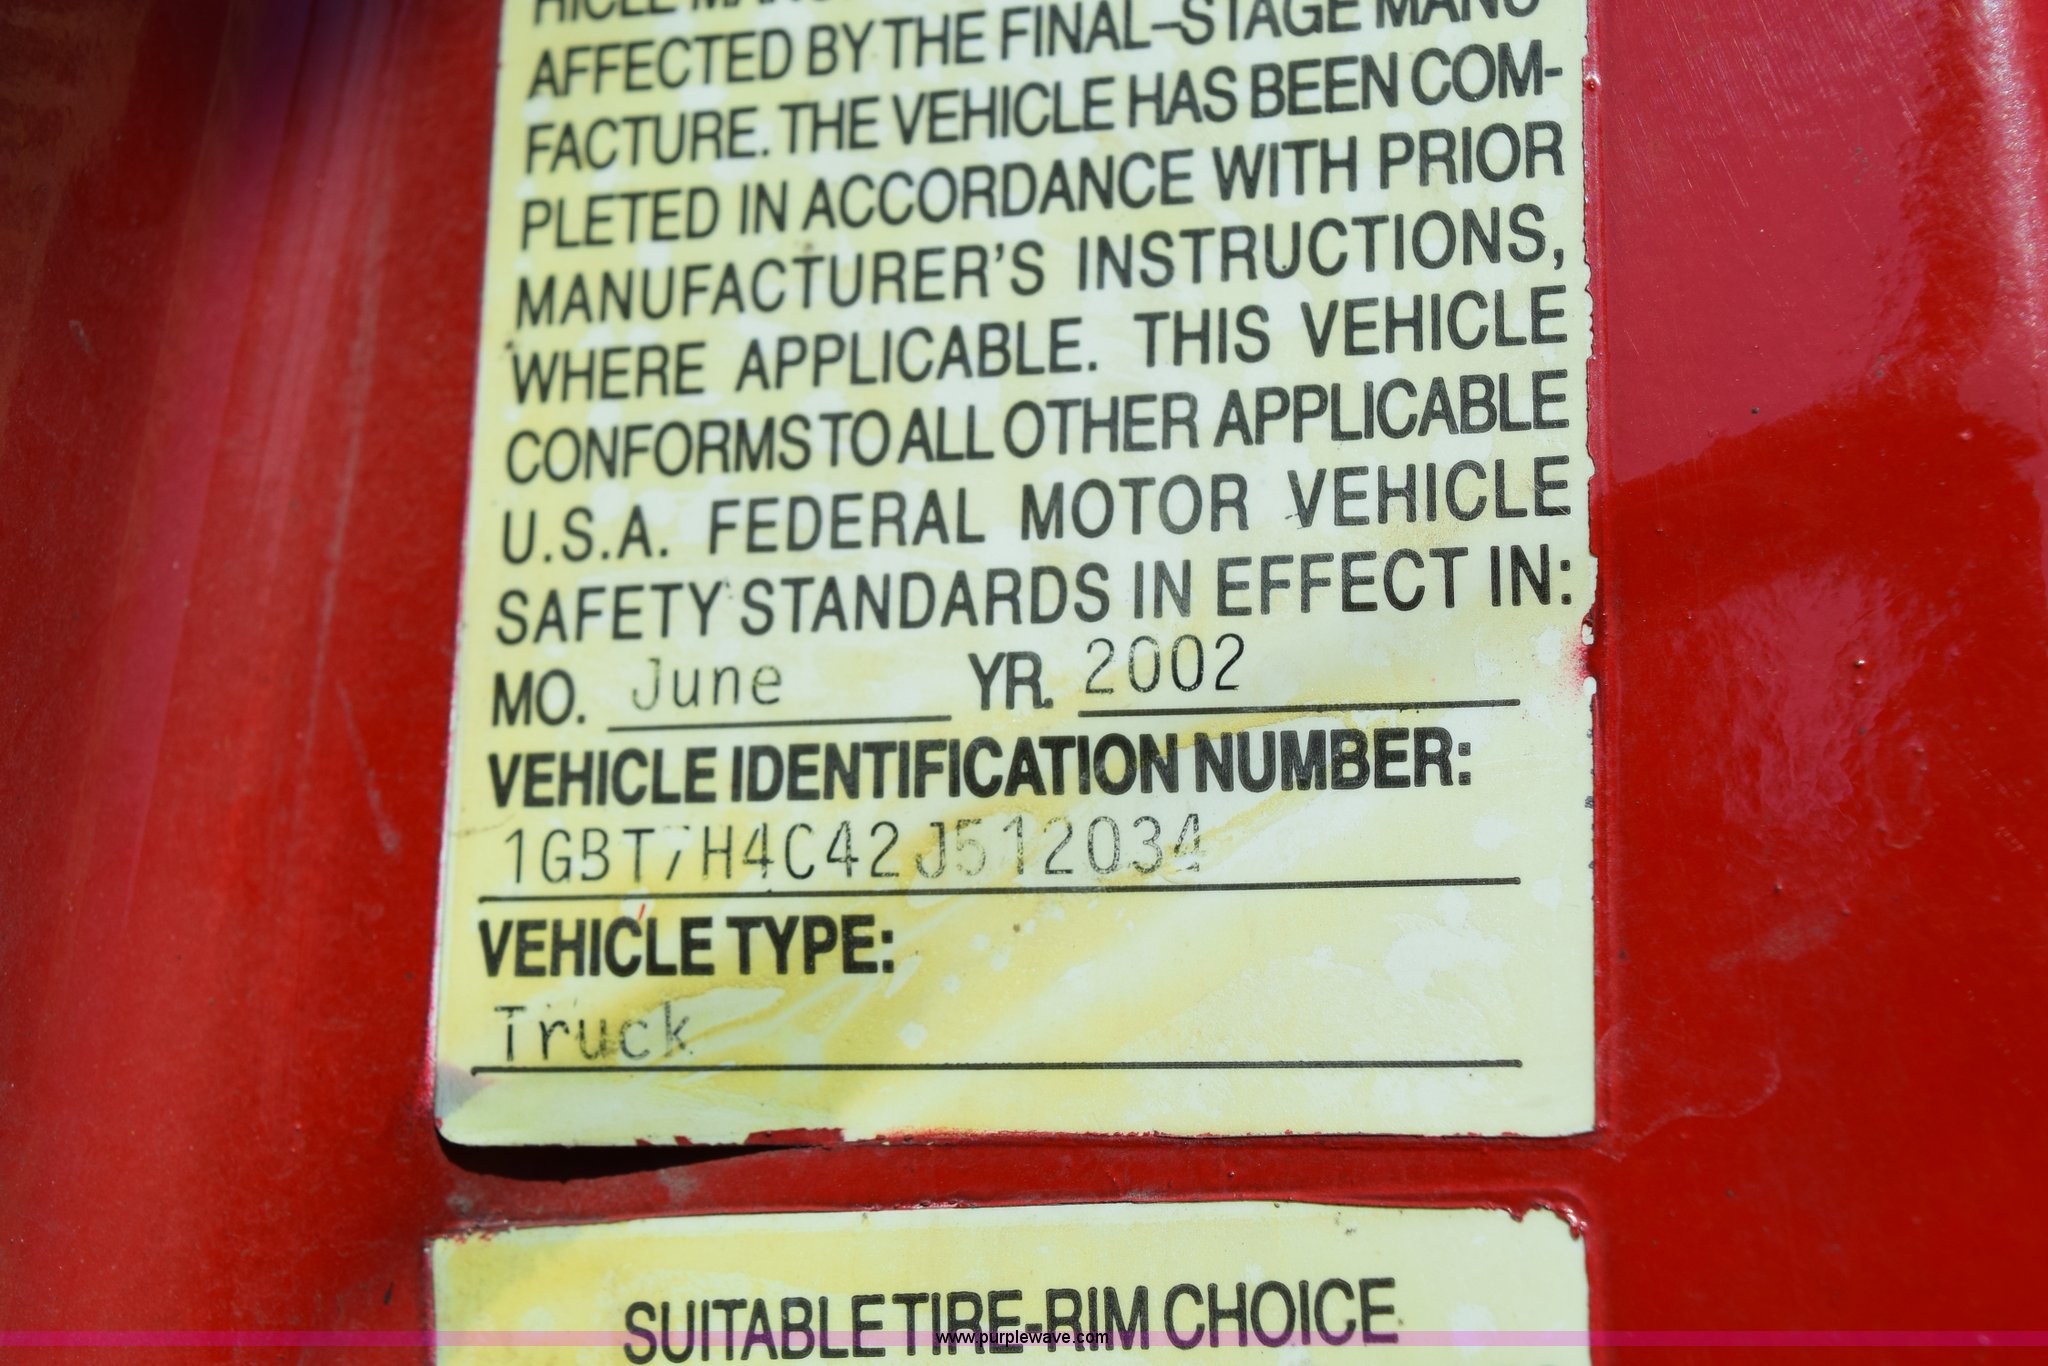 HICLE
AFFECTED BY THE FINAL-STAGE MANU
FACTURE. THE VEHICLE HAS BEEN COM-
PLETED IN ACCORDANCE WITH PRIOR
MANUFACTURER'S INSTRUCTIONS,
WHERE APPLICABLE. THIS VEHICLE
CONFORMS TO ALL OTHER APPLICABLE
U.S.A. FEDERAL MOTOR VEHICLE
SAFETY STANDARDS IN EFFECT IN:
MO. June YR. 2002
VEHICLE IDENTIFICATION NUMBER:
1GBT7H4C42J512034
VEHICLE TYPE:
Truck
SUITABLE TIRE-RIM CHOICE
www.purplewave.com